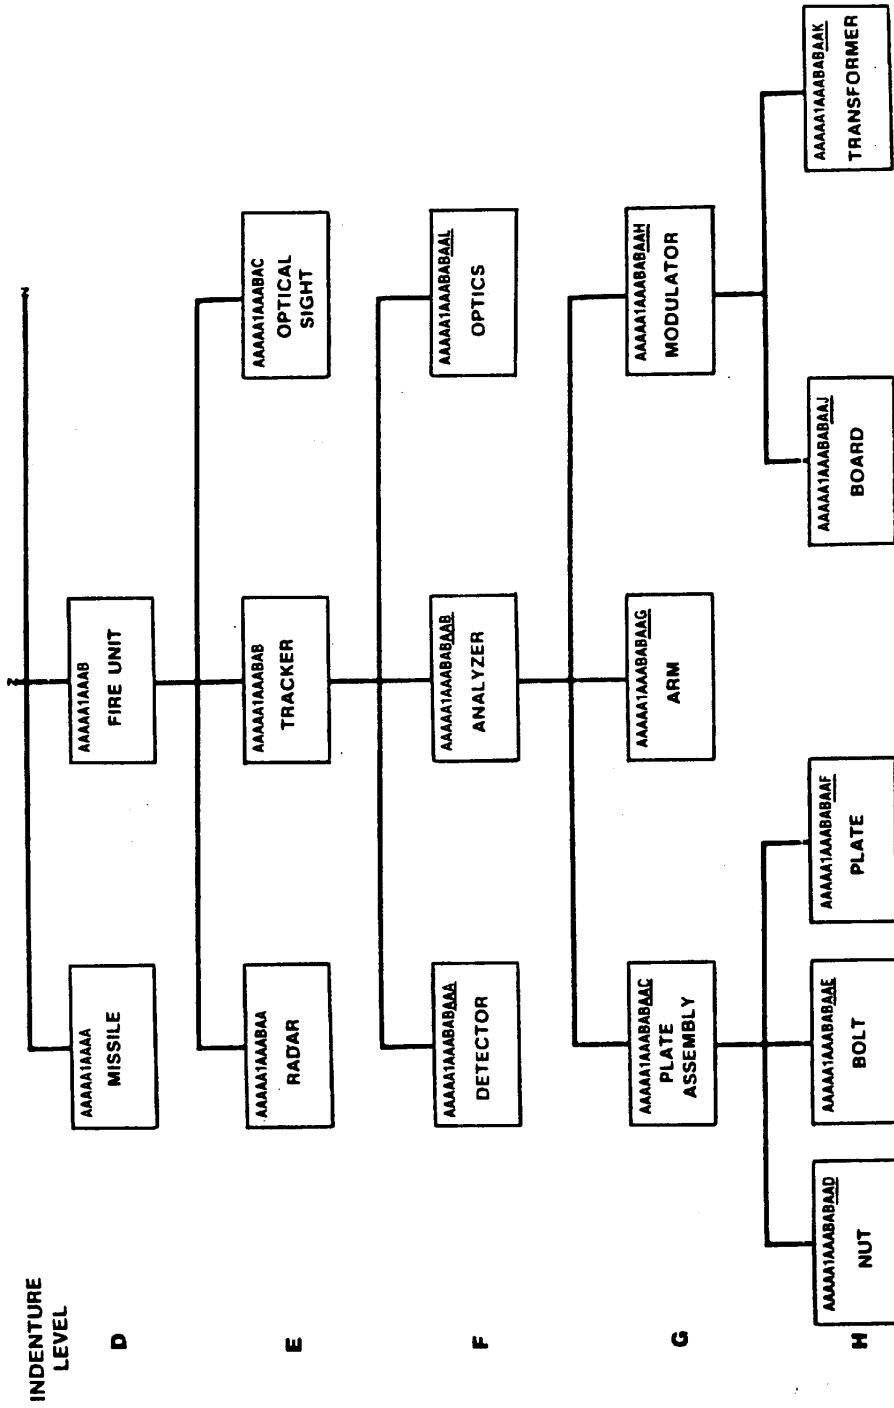 INDENTURE
LEVEL
D
AAAAA1AAAA
MISSILE
AAAAA1AAAB
FIRE UNIT
E
AAAAA1AAABAA
RADAR
AAAAA1AAABAB
TRACKER
AAAAA1AAABAC
OPTICAL
SIGHT
F
AAAAA1AAABABAAA
DETECTOR
AAAAA1AAABABAAB
ANALYZER
AAAAA1AAABABAAL
OPTICS
G
AAAAA1AAABABAAC
PLATE
ASSEMBLY
AAAAA1AAABABAAG
ARM
AAAAA1AAABABAAH
MODULATOR
H
AAAAA1AAABABAAD
NUT
AAAAA1AAABABAAE
BOLT
AAAAA1AAABABAAF
PLATE
AAAAA1AAABABAAJ
BOARD
AAAAA1AAABABAAK
TRANSFORMER